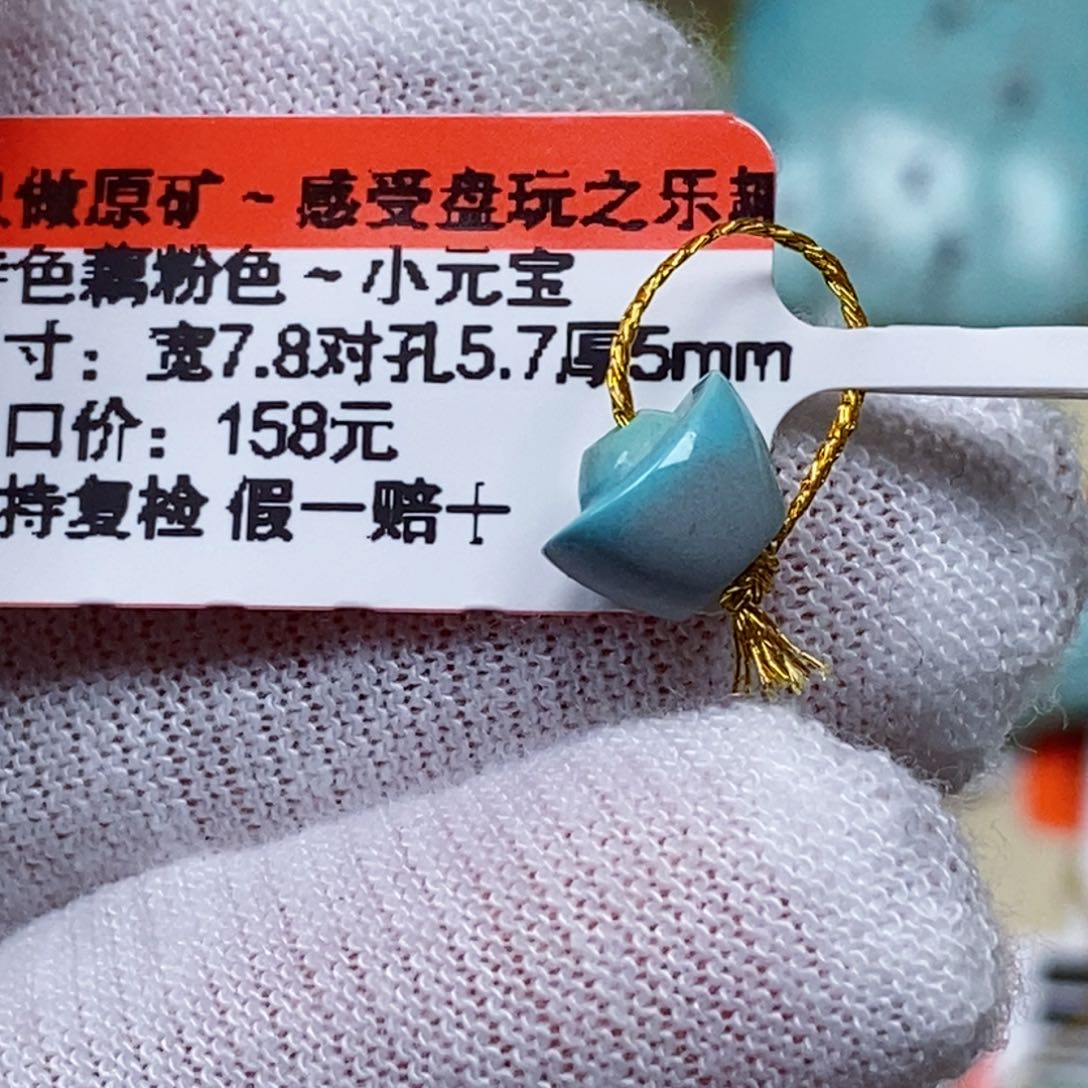 做原矿~感受盘玩之乐趣
色藕粉色~小元宝
寸：宽7.8对孔5.7厚5mm
口价：158元
持复检 假一赔十